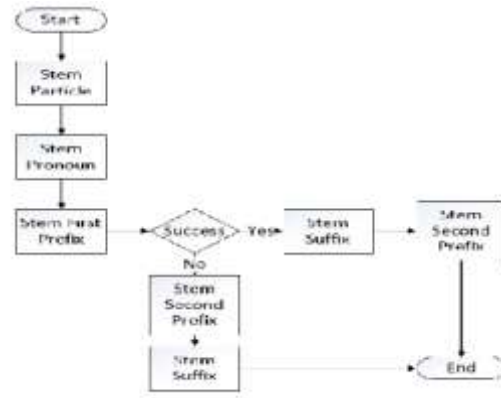 Start
Stem
Particle
Stem
Pronoun
Stem First
Prefix
Success
Yes
Stem
Suffix
Stem
Second
Prefix
No
Stem
Second
Prefix
Stem
Suffix
End